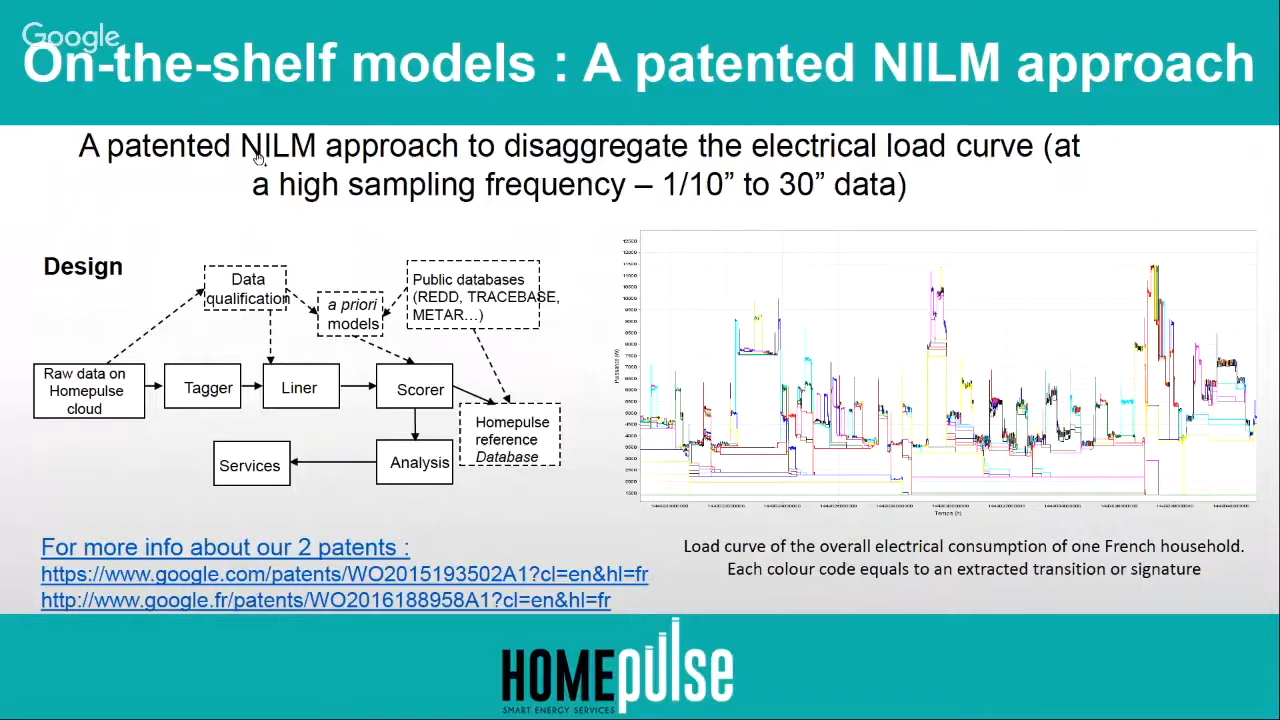 Google
On-the-shelf models : A patented NILM approach
A patented NILM approach to disaggregate the electrical load curve (at
a high sampling frequency – 1/10” to 30” data)
Design
Data
qualification
a priori
models
Public databases
(REDD, TRACEBASE,
METAR…)
Raw data on
Homepulse
cloud
Tagger
Liner
Scorer
Homepulse
reference
Database
Services
Analysis
Puissance (W)
Temps (h)
Load curve of the overall electrical consumption of one French household.
Each colour code equals to an extracted transition or signature
For more info about our 2 patents :
https://www.google.com/patents/WO2015193502A1?cl=en&hl=fr
http://www.google.fr/patents/WO2016188958A1?cl=en&hl=fr
HOMEpulse
SMART ENERGY SERVICES